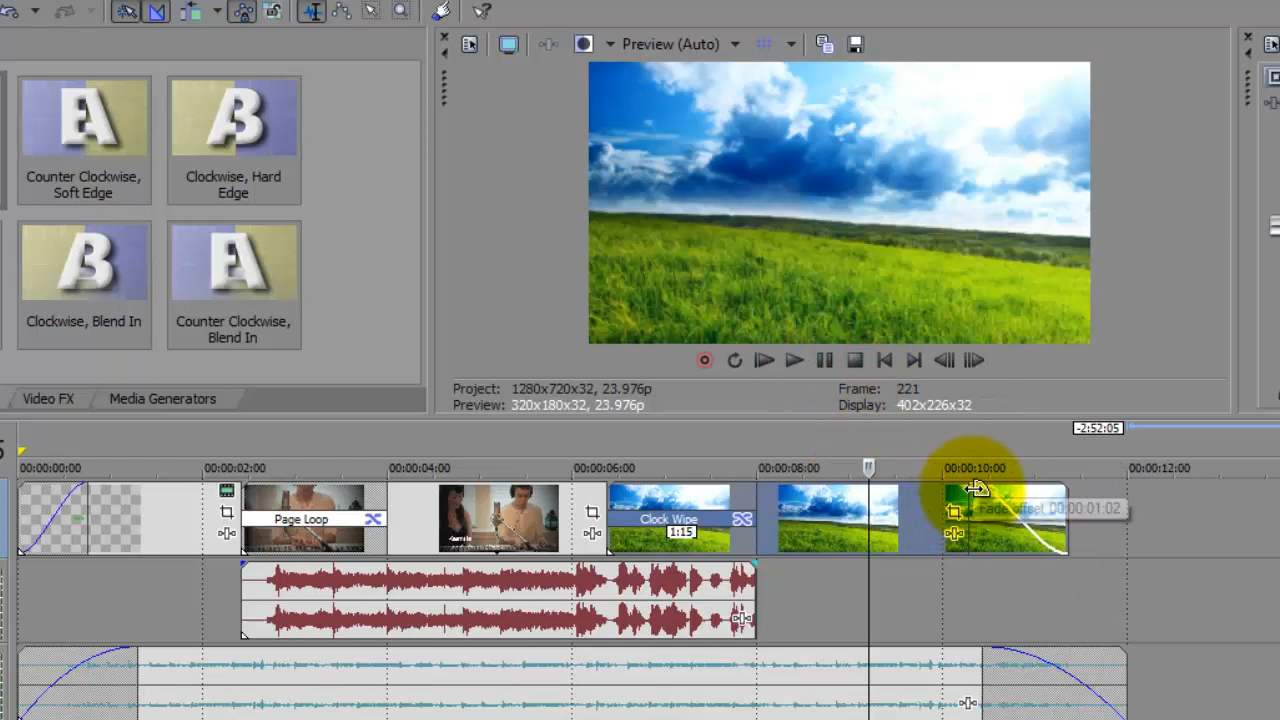 Preview (Auto)
Counter Clockwise,
Soft Edge
Clockwise, Hard
Edge
Clockwise, Blend In
Counter Clockwise,
Blend In
Video FX
Media Generators
Project: 1280x720x32, 23.976p
Preview: 320x180x32, 23.976p
Frame: 221
Display: 402x226x32
-2:52:05
00:00:00:00
00:00:02:00
00:00:04:00
00:00:06:00
00:00:08:00
00:00:10:00
00:00:12:00
Page Loop
Clock Wipe
1:15
Fade offset 00:00:01:02